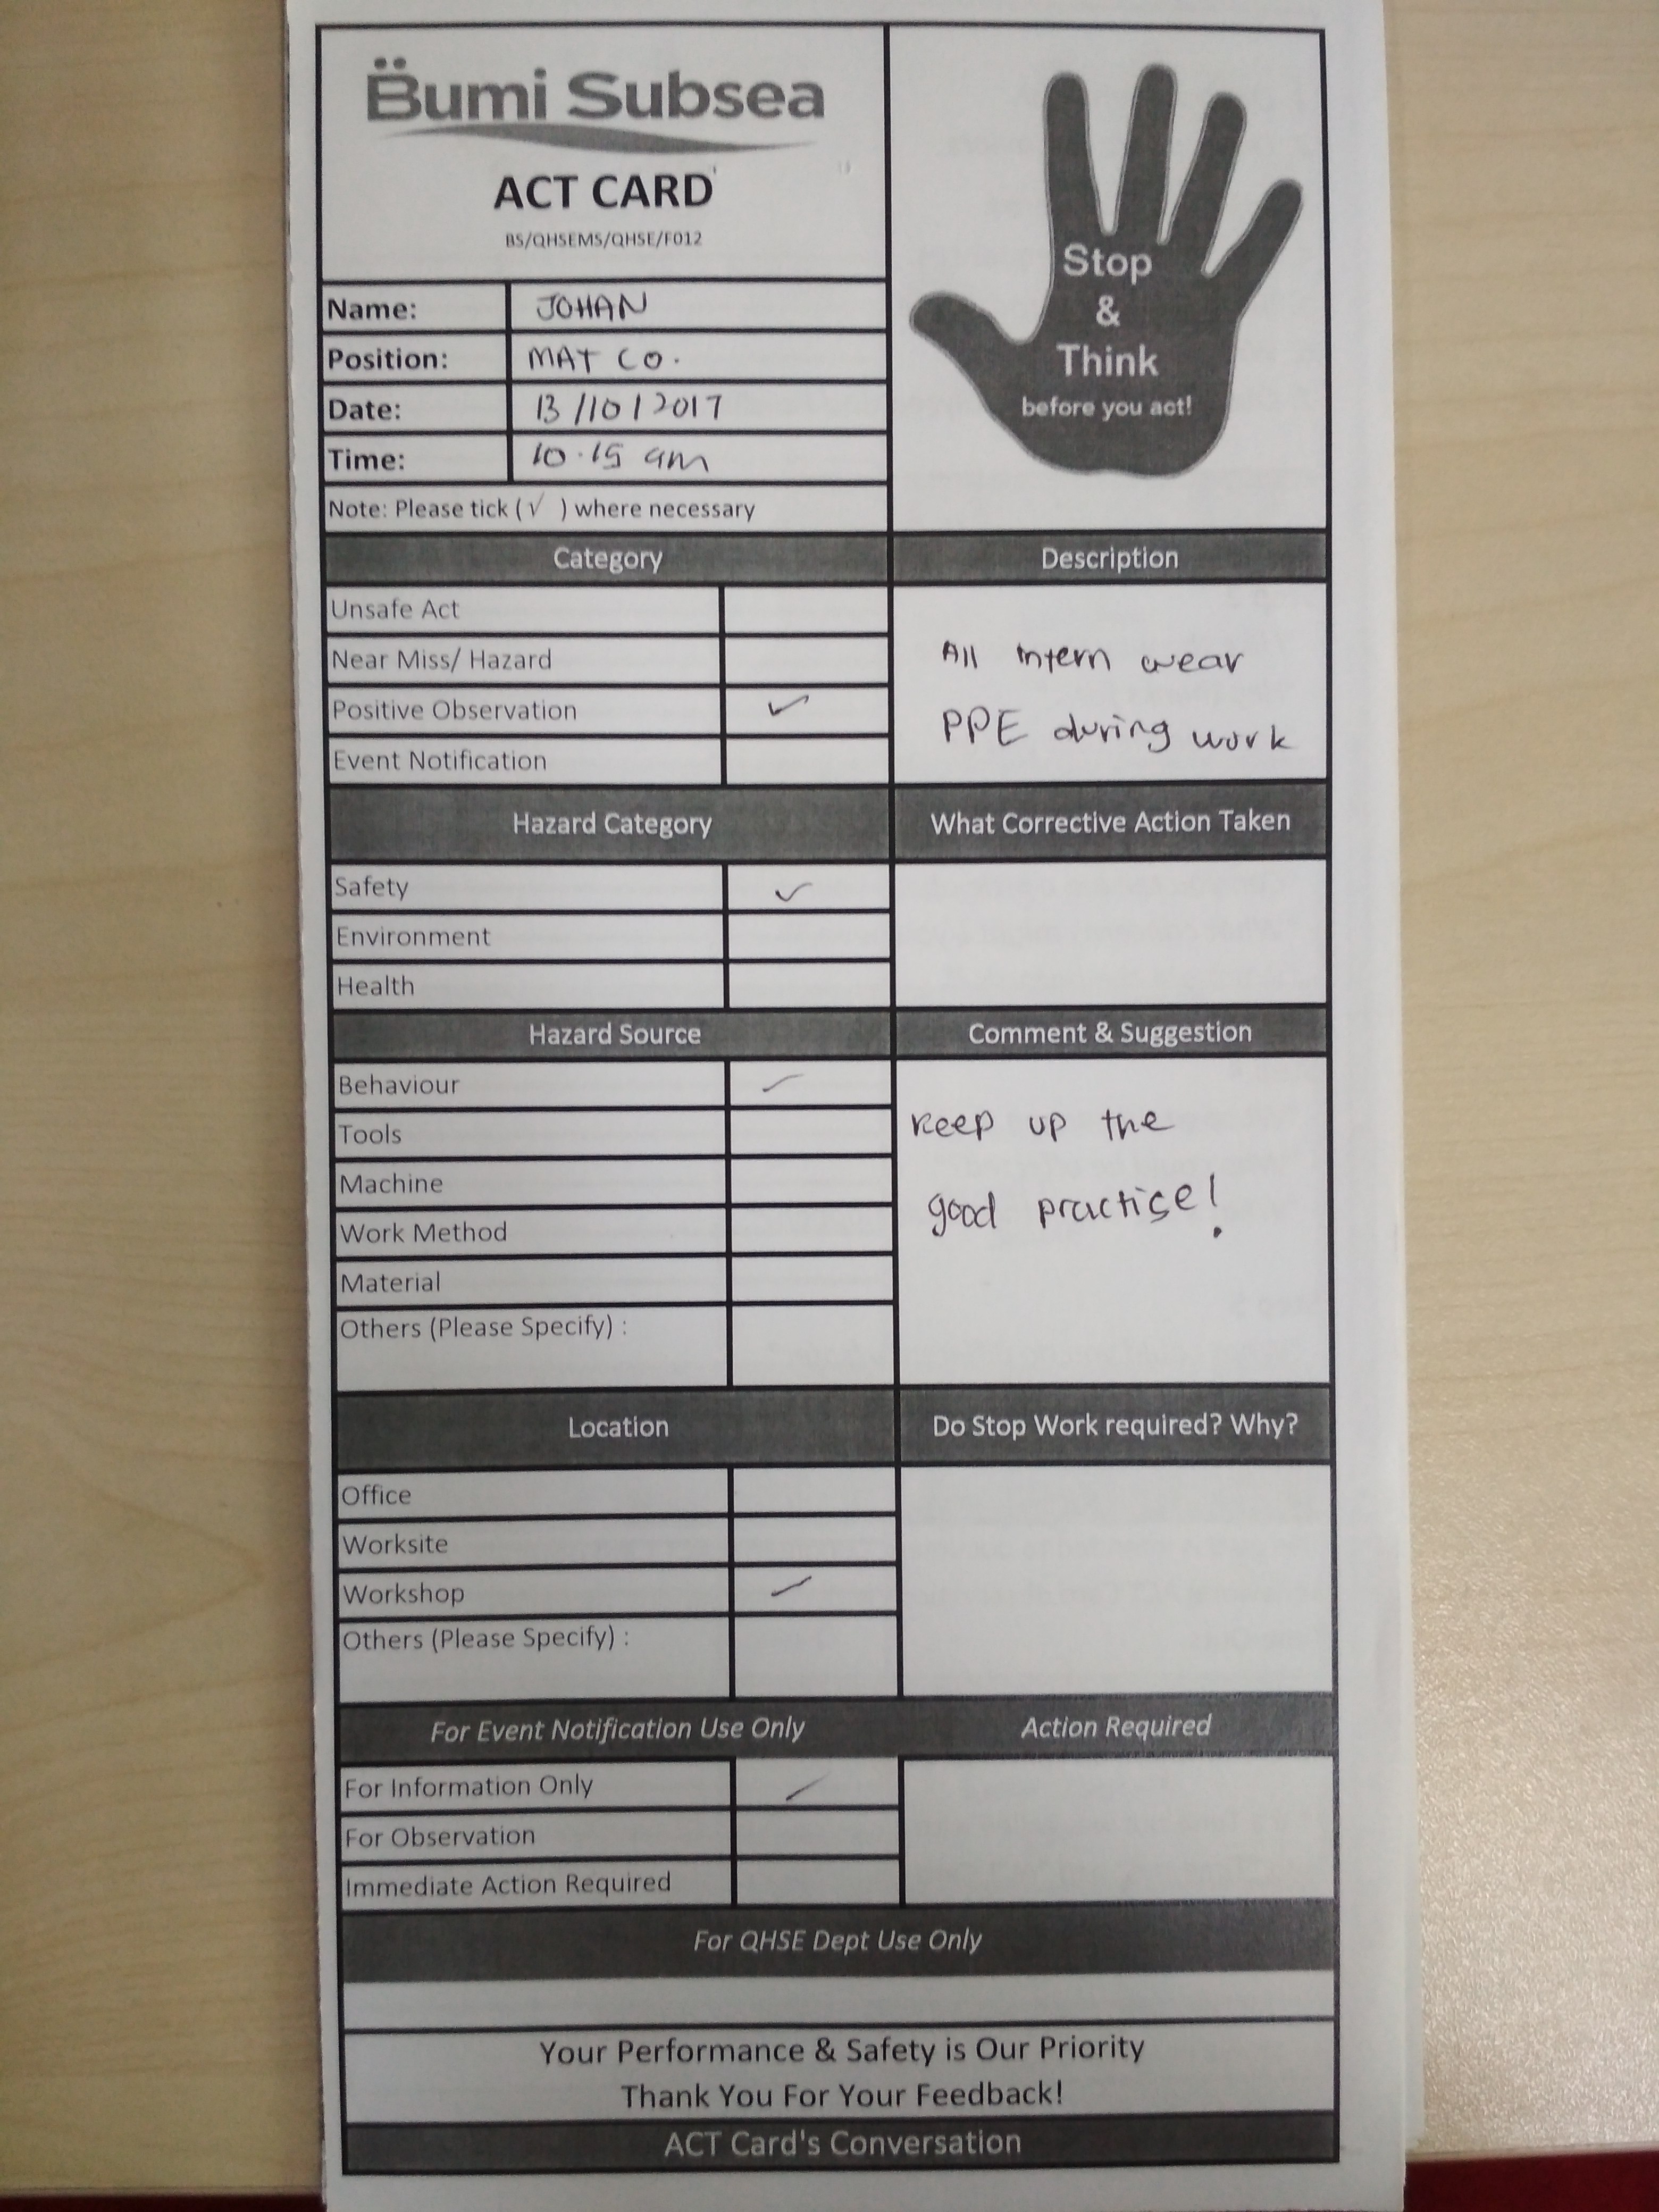 Bumi Subsea
ACT CARD
BS/QHSEMS/QHSE/F012
Stop
&
Think
before you act!
Name: JOHAN
Position: MAT CO.
Date: 13/10/2017
Time: 10.15 am
Note: Please tick (√ ) where necessary
Category Description
Unsafe Act
Near Miss/ Hazard
Positive Observation ✓
Event Notification
All intern wear
PPE during work
Hazard Category What Corrective Action Taken
Safety ✓
Environment
Health
Hazard Source Comment & Suggestion
Behaviour ✓
Tools
Machine
Work Method
Material
Others (Please Specify) :
keep up the
good practise!
Location Do Stop Work required? Why?
Office
Worksite
Workshop ✓
Others (Please Specify) :
For Event Notification Use Only Action Required
For Information Only /
For Observation
Immediate Action Required
For QHSE Dept Use Only
Your Performance & Safety is Our Priority
Thank You For Your Feedback!
ACT Card's Conversation